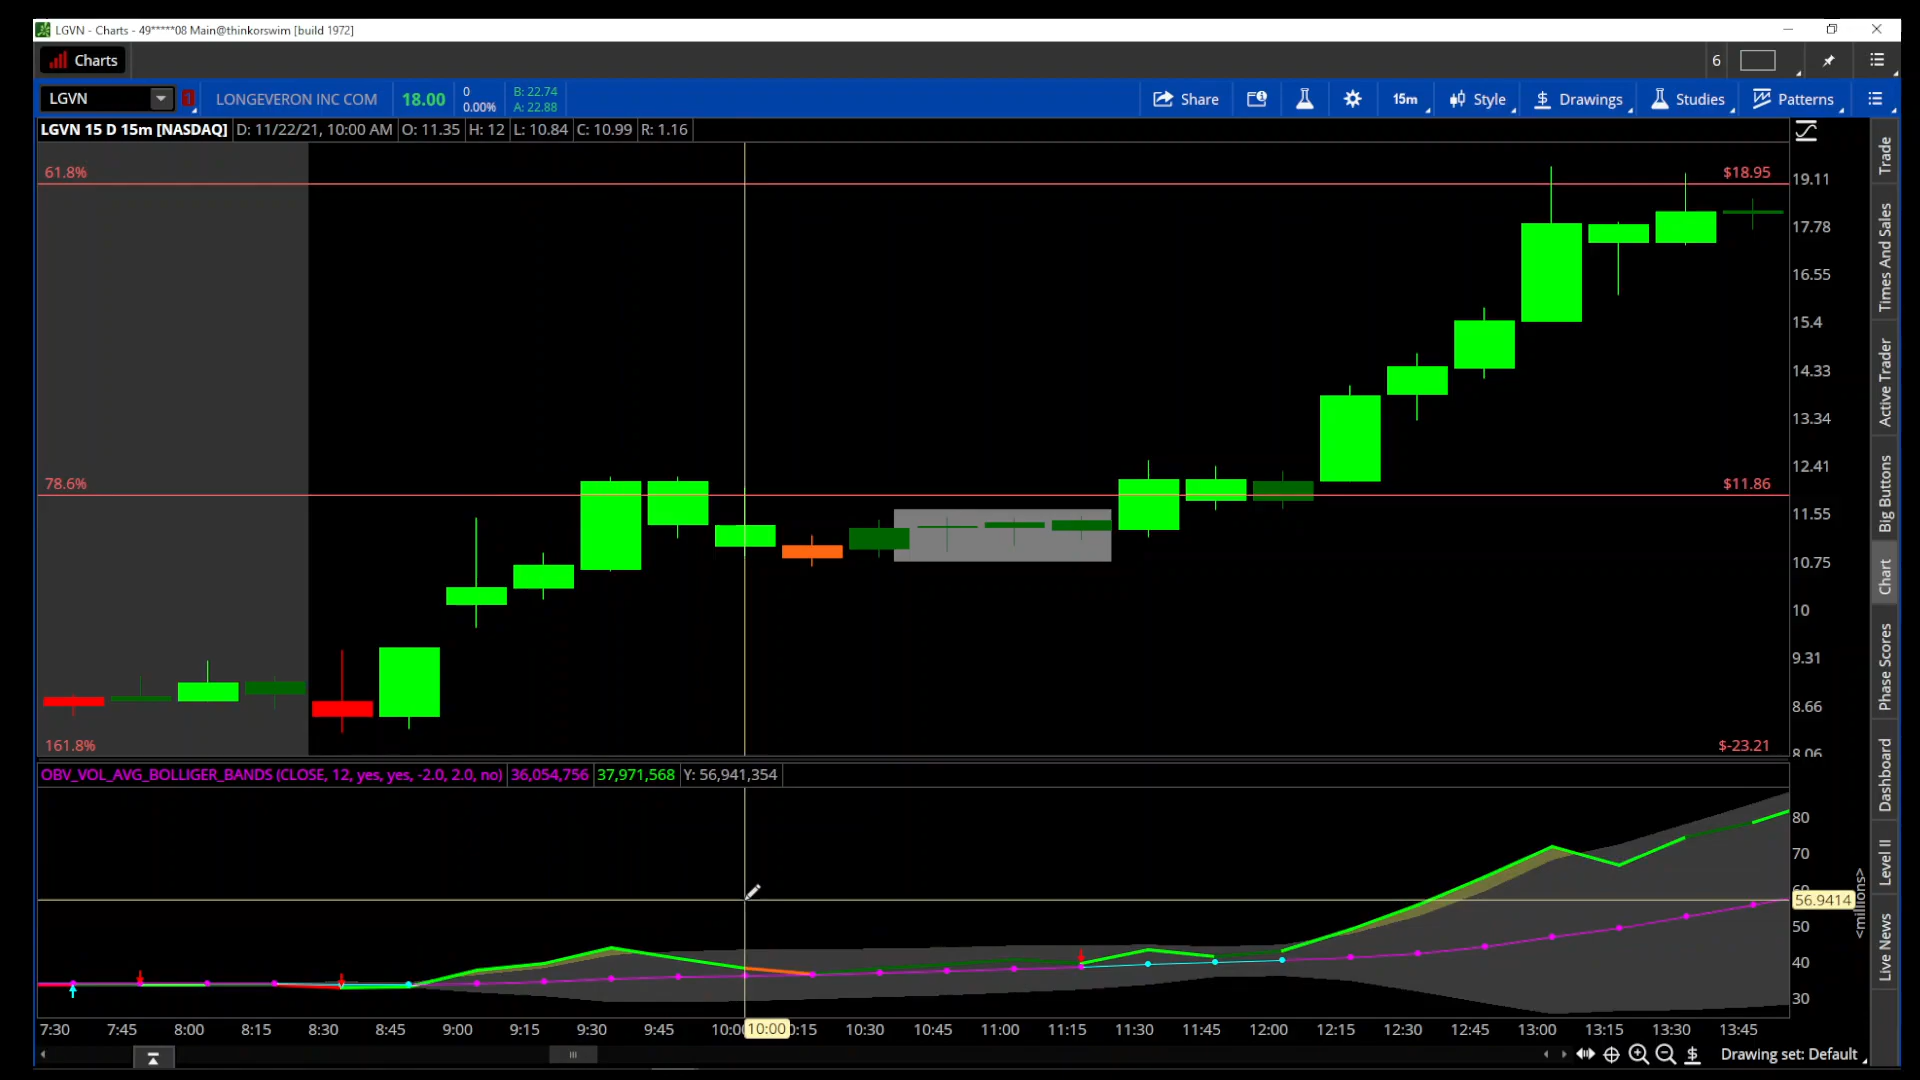 LGVN - Charts - 49*****08 Main@thinkorswim [build 1972]
Charts
6
LGVN
1
LONGEVERON INC COM
18.00
0
0.00%
B: 22.74
A: 22.88
Share
15m
Style
Drawings
Studies
Patterns
LGVN 15 D 15m [NASDAQ]
D: 11/22/21, 10:00 AM
O: 11.35
H: 12
L: 10.84
C: 10.99
R: 1.16
61.8%
$18.95
78.6%
$11.86
161.8%
$-23.21
19.11
17.78
16.55
15.4
14.33
13.34
12.41
11.55
10.75
10
9.31
8.66
8.06
OBV_VOL_AVG_BOLLIGER_BANDS (CLOSE, 12, yes, yes, -2.0, 2.0, no)
36,054,756
37,971,568
Y: 56,941,354
80
70
56.9414
50
40
30
<millions>
7:30 7:45 8:00 8:15 8:30 8:45 9:00 9:15 9:30 9:45 10:00 10:30 10:45 11:00 11:15 11:30 11:45 12:00 12:15 12:30 12:45 13:00 13:15 13:30 13:45
Drawing set: Default
Trade
Times And Sales
Active Trader
Big Buttons
Chart
Phase Scores
Dashboard
Level II
Live News